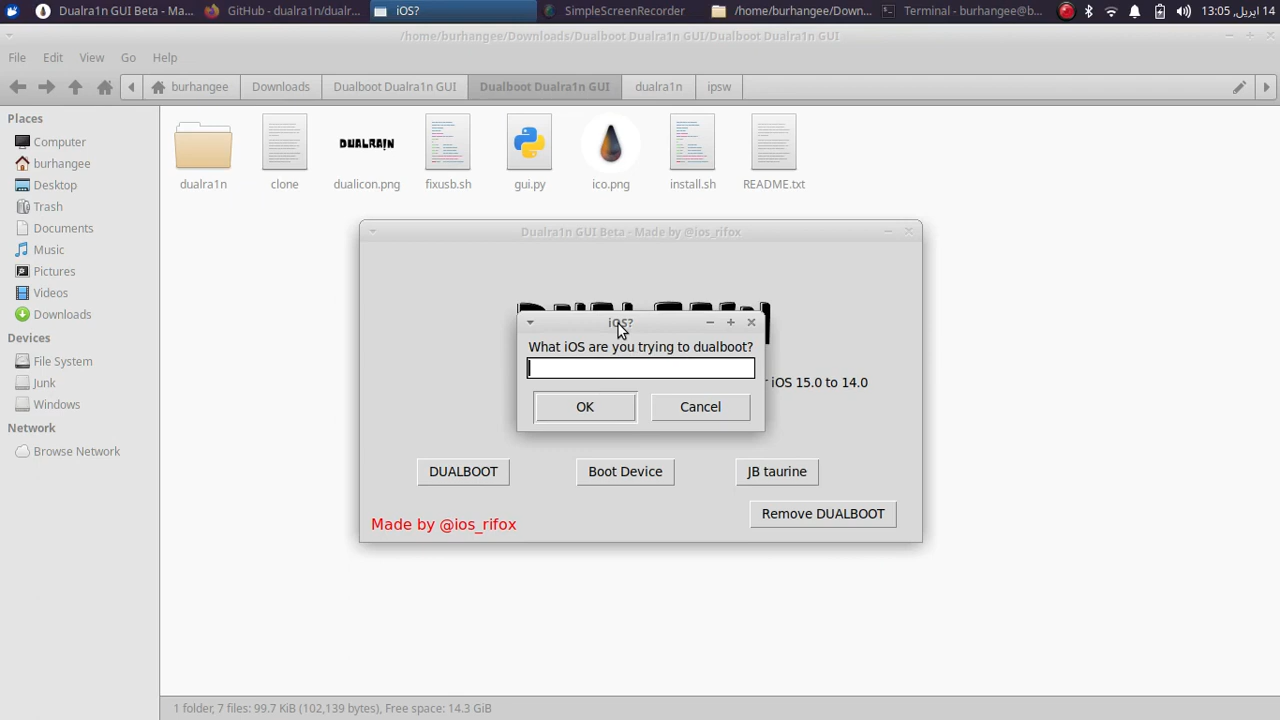 Dualra1n GUI Beta - Ma...
GitHub - dualra1n/dualr...
iOS?
SimpleScreenRecorder
/home/burhangee/Down...
Terminal - burhangee@b...
14 اپریل, 13:05
/home/burhangee/Downloads/Dualboot Dualra1n GUI/Dualboot Dualra1n GUI
File Edit View Go Help
burhangee Downloads Dualboot Dualra1n GUI Dualboot Dualra1n GUI dualra1n ipsw
Places
Computer
burhangee
Desktop
Trash
Documents
Music
Pictures
Videos
Downloads
Devices
File System
Junk
Windows
Network
Browse Network
DUALRA1N
dualra1n clone dualicon.png fixusb.sh gui.py ico.png install.sh README.txt
Dualra1n GUI Beta - Made by @ios_rifox
iOS?
What iOS are you trying to dualboot?
OK Cancel
iOS 15.0 to 14.0
DUALBOOT Boot Device JB taurine
Remove DUALBOOT
Made by @ios_rifox
1 folder, 7 files: 99.7 KiB (102,139 bytes), Free space: 14.3 GiB